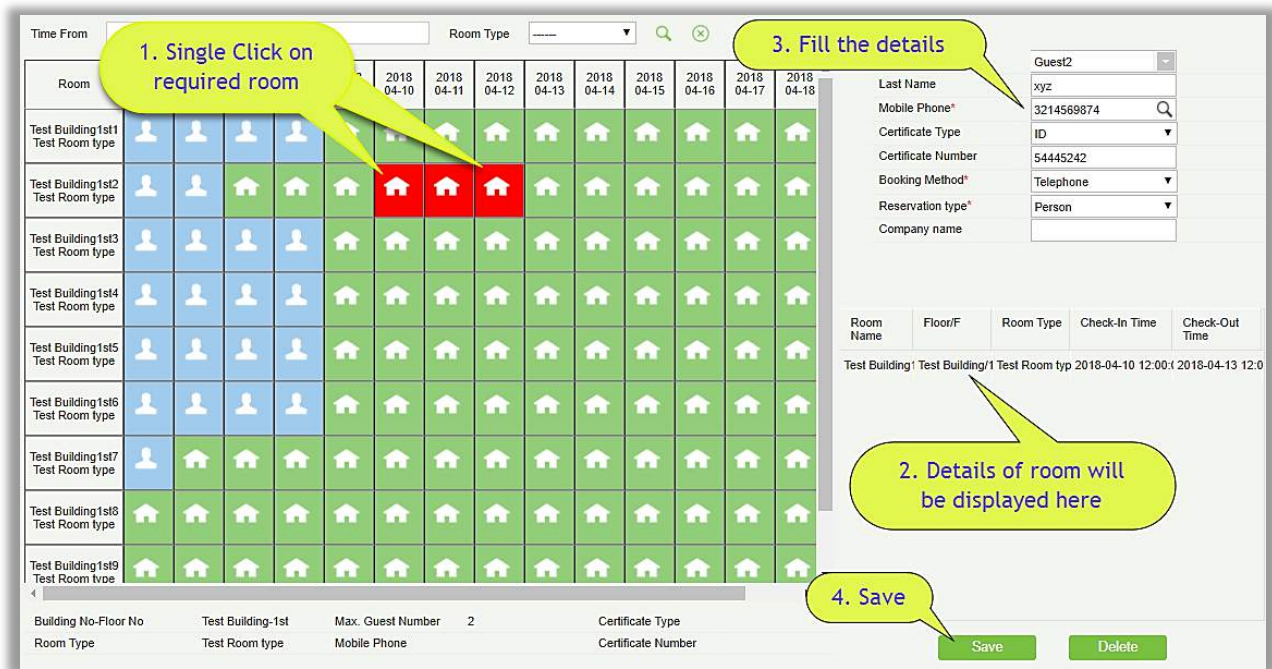 Time From
Room Type
------
1. Single Click on
required room
3. Fill the details
Guest2
Last Name
xyz
Mobile Phone*
3214569874
Certificate Type
ID
Certificate Number
54445242
Booking Method*
Telephone
Reservation type*
Person
Company name
Room
2018
04-10
2018
04-11
2018
04-12
2018
04-13
2018
04-14
2018
04-15
2018
04-16
2018
04-17
2018
04-18
Test Building1st1
Test Room type
Test Building1st2
Test Room type
Test Building1st3
Test Room type
Test Building1st4
Test Room type
Test Building1st5
Test Room type
Test Building1st6
Test Room type
Test Building1st7
Test Room type
Test Building1st8
Test Room type
Test Building1st9
Test Room type
Room
Name
Floor/F
Room Type
Check-In Time
Check-Out
Time
Test Building1 Test Building/1 Test Room typ 2018-04-10 12:00:0 2018-04-13 12:0
2. Details of room will
be displayed here
4. Save
Building No-Floor No Test Building-1st Max. Guest Number 2 Certificate Type
Room Type Test Room type Mobile Phone Certificate Number
Save
Delete